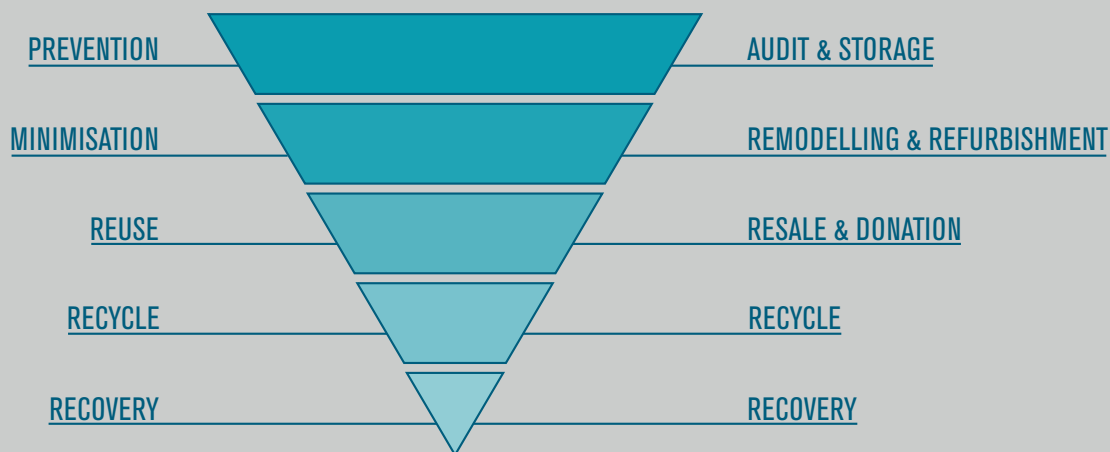 PREVENTION
AUDIT & STORAGE
MINIMISATION
REMODELLING & REFURBISHMENT
REUSE
RESALE & DONATION
RECYCLE
RECYCLE
RECOVERY
RECOVERY